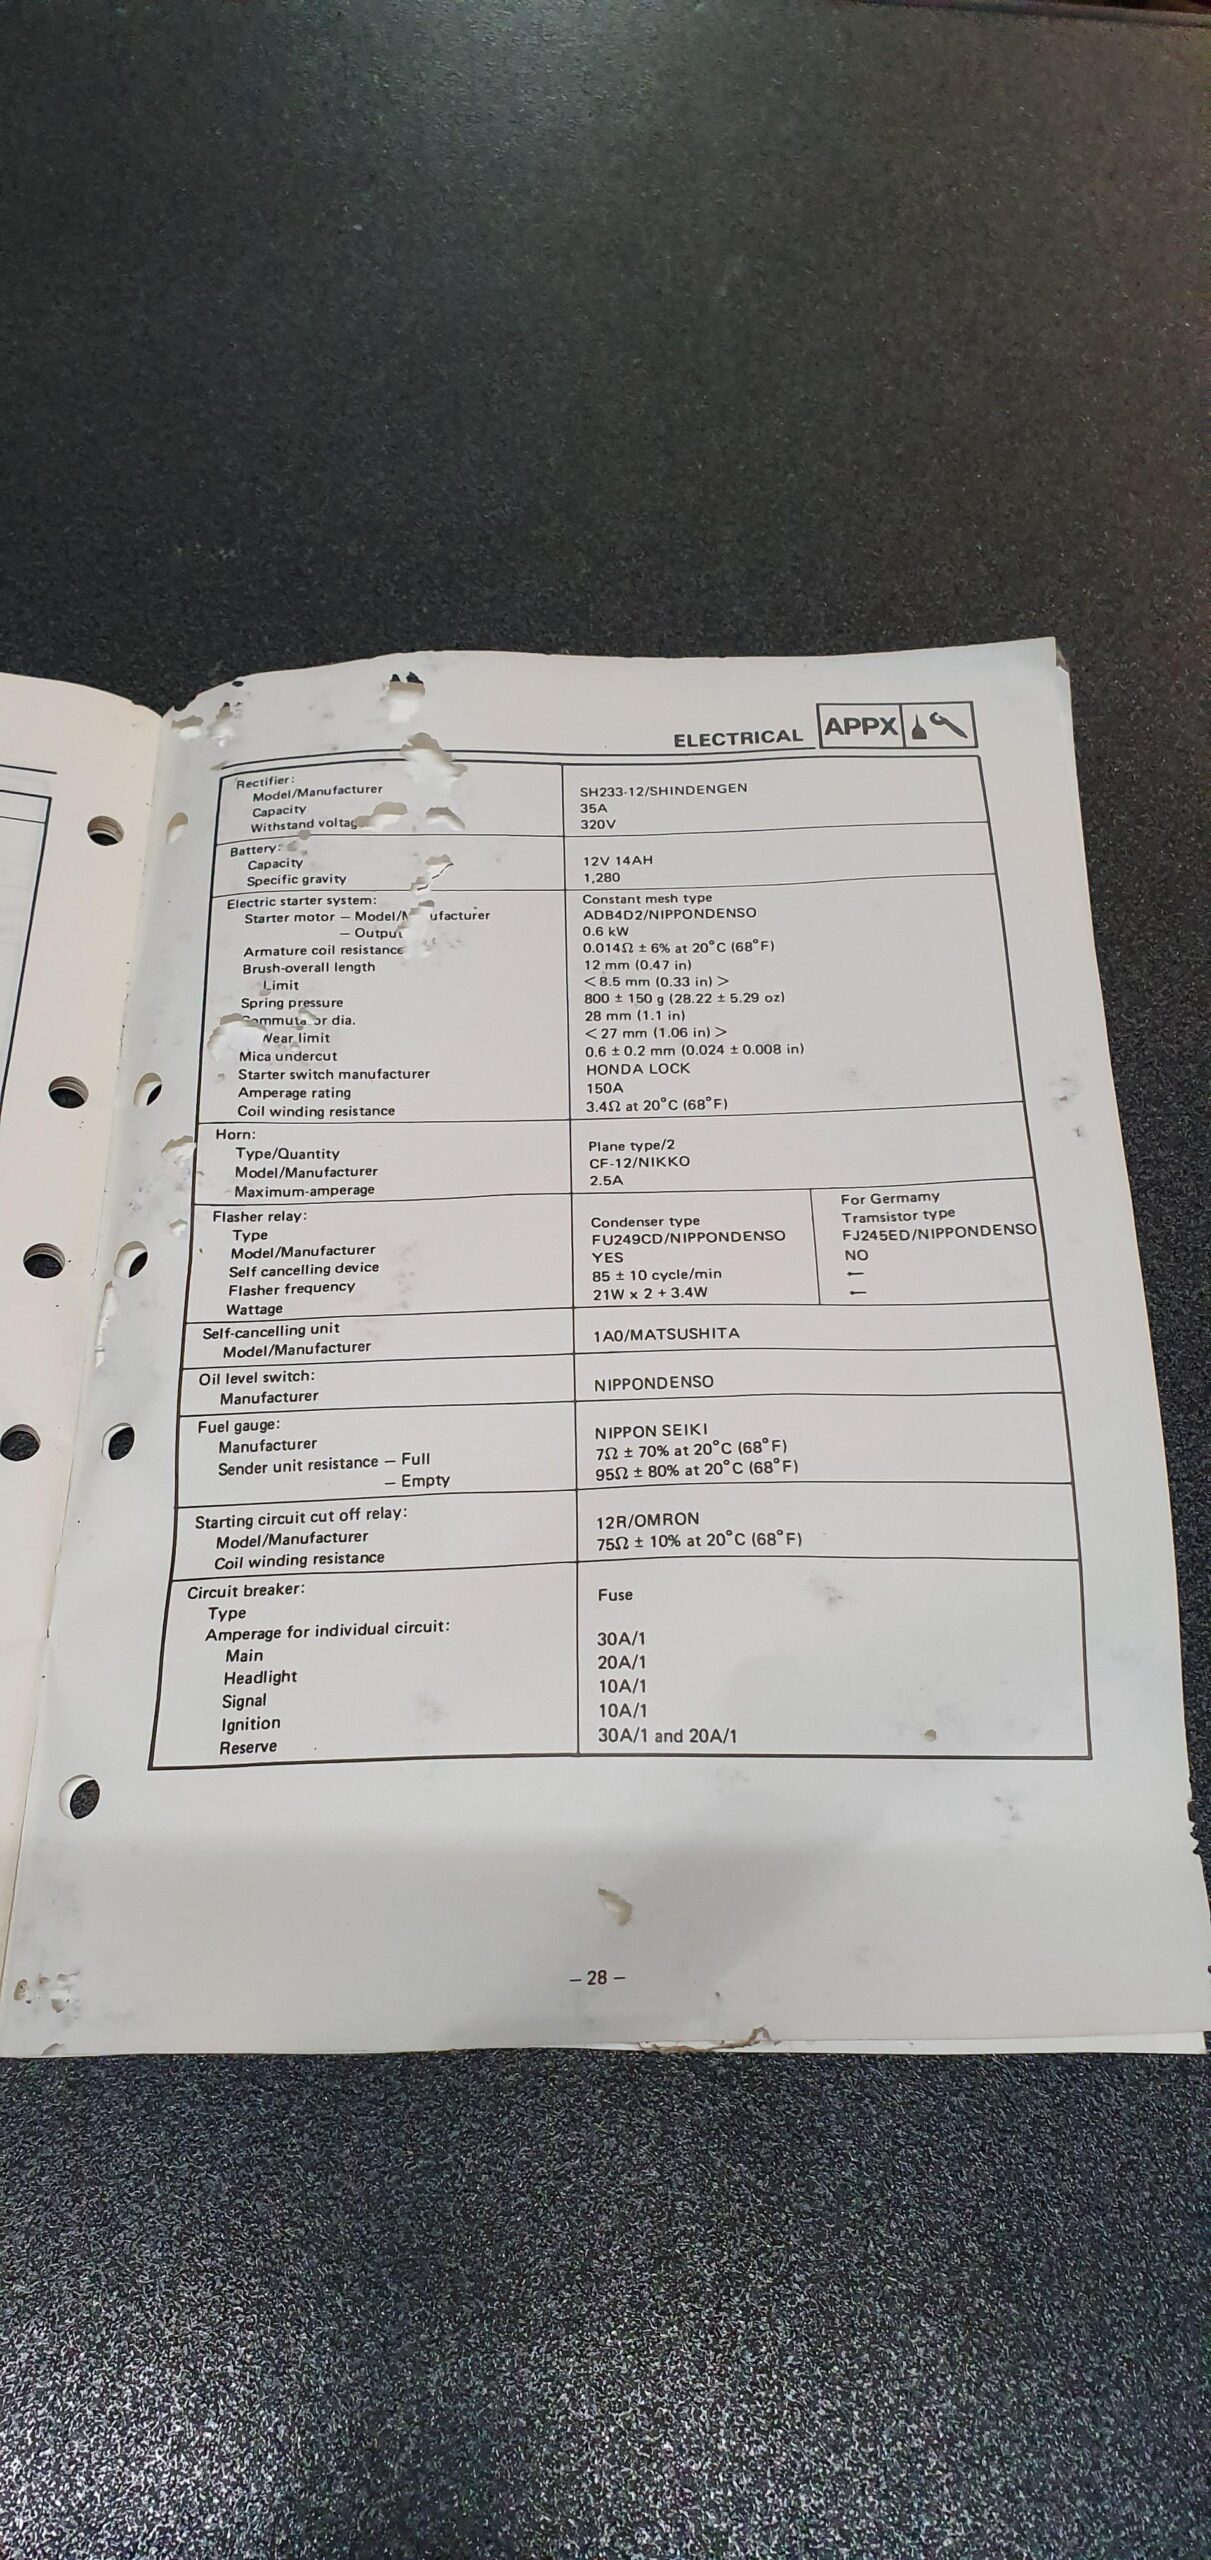 ELECTRICAL APPX
Rectifier:
Model/Manufacturer SH233-12/SHINDENGEN
Capacity 35A
Withstand 320V
Battery:
Capacity 12V 14AH
Specific gravity 1,280
Electric starter system: Constant mesh type
Starter motor – ADB4D2/NIPPONDENSO
– 0.6 kW
Armature coil resistance 0.014Ω ± 6% at 20°C (68°F)
Brush-overall length 12 mm (0.47 in)
Limit < 8.5 mm (0.33 in) >
Spring pressure 800 ± 150 g (28.22 ± 5.29 oz)
dia. 28 mm (1.1 in)
Wear limit < 27 mm (1.06 in) >
Mica undercut 0.6 ± 0.2 mm (0.024 ± 0.008 in)
Starter switch manufacturer HONDA LOCK
Amperage rating 150A
Coil winding resistance 3.4Ω at 20°C (68°F)
Horn:
Type/Quantity Plane type/2
Model/Manufacturer CF-12/NIKKO
Maximum-amperage 2.5A
Flasher relay: For Germamy
Type Condenser type Tramsistor type
Model/Manufacturer FU249CD/NIPPONDENSO FJ245ED/NIPPONDENSO
Self cancelling device YES NO
Flasher frequency 85 ± 10 cycle/min ←
Wattage 21W x 2 + 3.4W ←
Self-cancelling unit
Model/Manufacturer 1A0/MATSUSHITA
Oil level switch:
Manufacturer NIPPONDENSO
Fuel gauge:
Manufacturer NIPPON SEIKI
Sender unit resistance – Full 7Ω ± 70% at 20°C (68°F)
– Empty 95Ω ± 80% at 20°C (68°F)
Starting circuit cut off relay:
Model/Manufacturer 12R/OMRON
Coil winding resistance 75Ω ± 10% at 20°C (68°F)
Circuit breaker:
Type Fuse
Amperage for individual circuit:
Main 30A/1
Headlight 20A/1
Signal 10A/1
Ignition 10A/1
Reserve 30A/1 and 20A/1
– 28 –